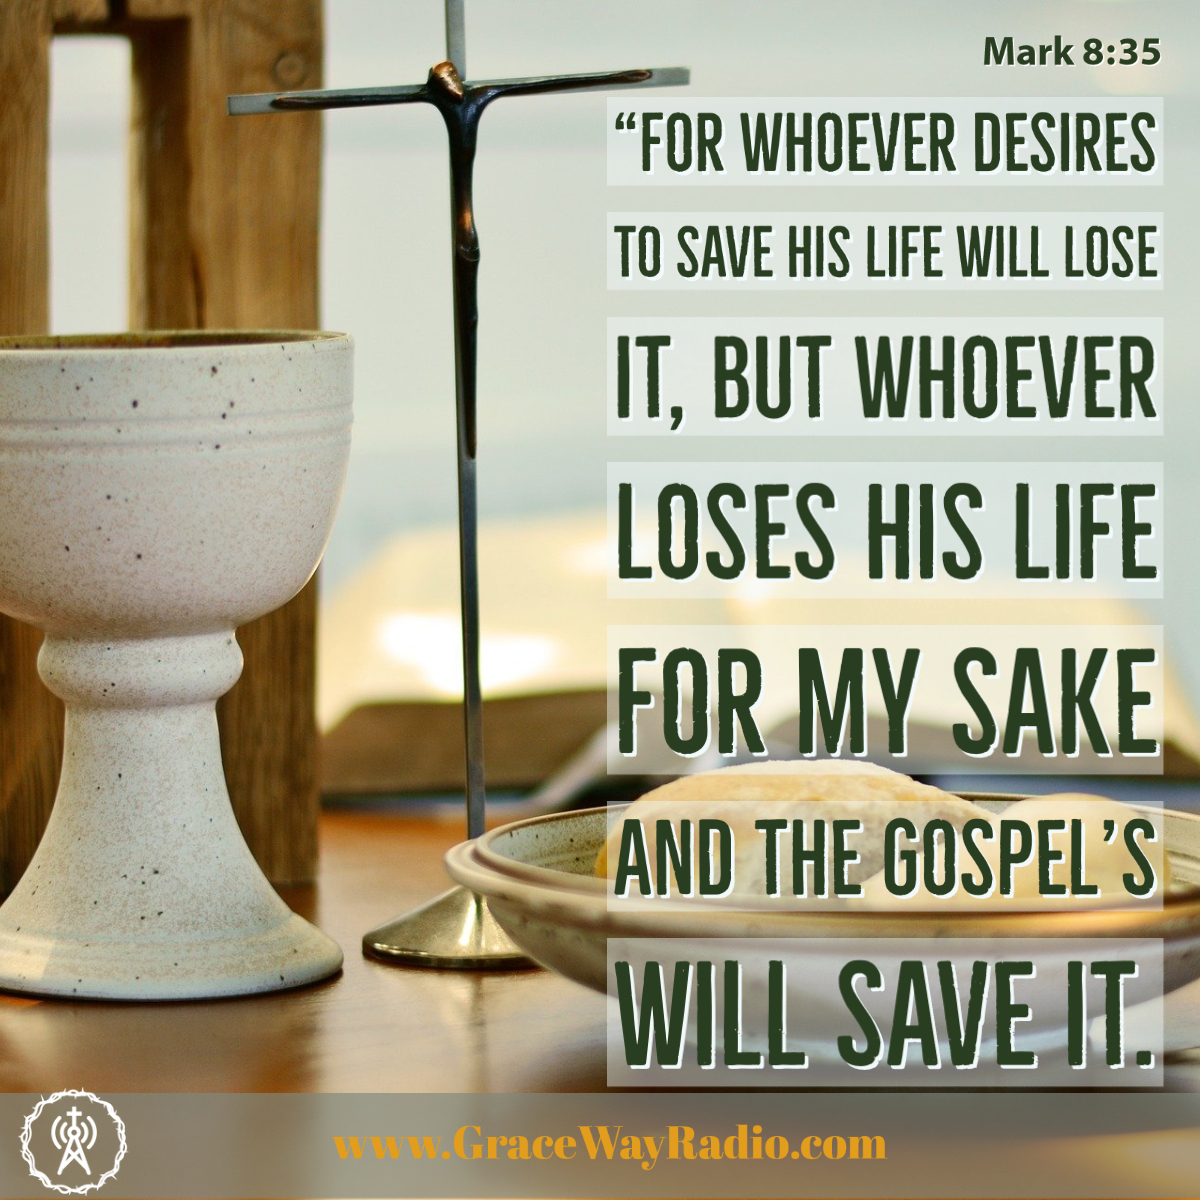 Mark 8:35
“FOR WHOEVER DESIRES
TO SAVE HIS LIFE WILL LOSE
IT, BUT WHOEVER
LOSES HIS LIFE
FOR MY SAKE
AND THE GOSPEL’S
WILL SAVE IT.
www.GraceWayRadio.com